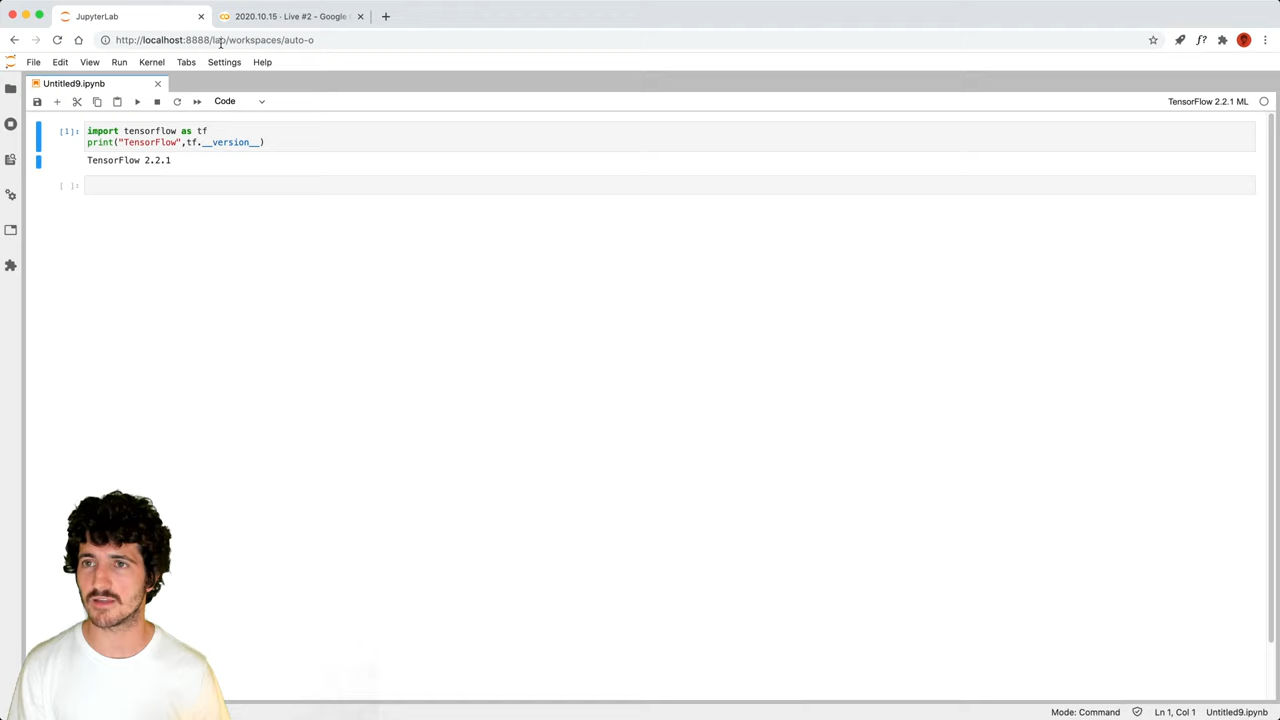 JupyterLab
2020.10.15 · Live #2 - Google
http://localhost:8888/lab/workspaces/auto-o
f?
File Edit View Run Kernel Tabs Settings Help
Untitled9.ipynb
Code
TensorFlow 2.2.1 ML
[1]: import tensorflow as tf
print("TensorFlow",tf.__version__)
TensorFlow 2.2.1
[ ]:
Mode: Command Ln 1, Col 1 Untitled9.ipynb